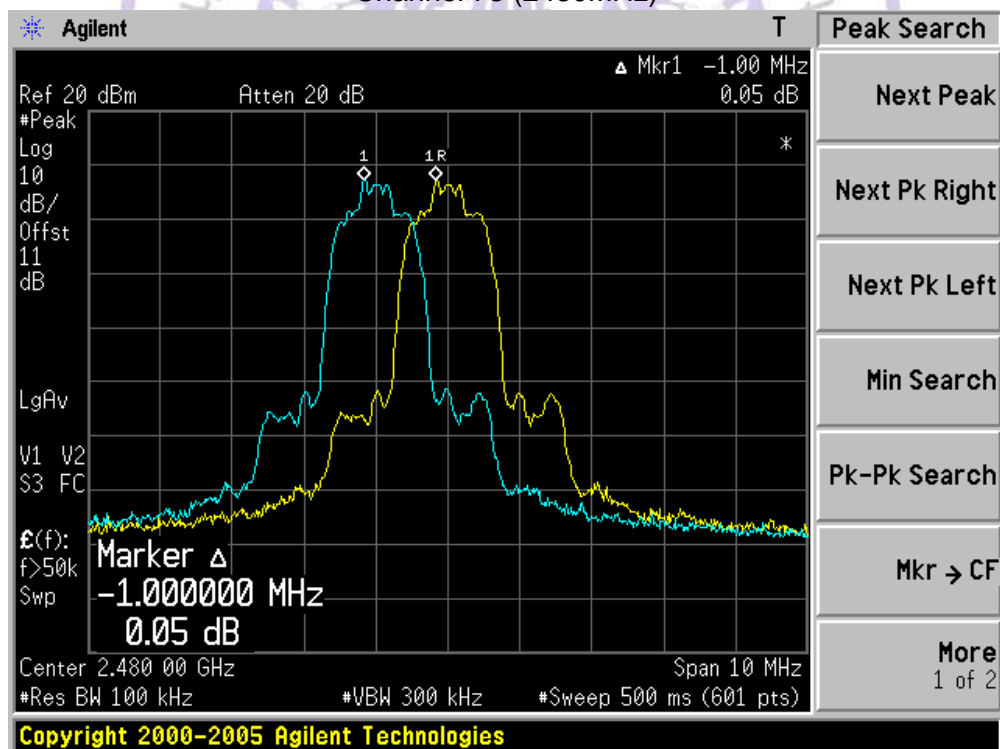 Channel 78 (2480MHz)
Agilent T Peak Search
Δ Mkr1 -1.00 MHz
Ref 20 dBm Atten 20 dB 0.05 dB
#Peak
Log
10
dB/
Offst
11
dB
1 1R
*
LgAv
V1 V2
S3 FC
£(f):
f>50k
Swp
Marker Δ
-1.000000 MHz
0.05 dB
Center 2.480 00 GHz Span 10 MHz
#Res BW 100 kHz #VBW 300 kHz #Sweep 500 ms (601 pts)
Next Peak
Next Pk Right
Next Pk Left
Min Search
Pk-Pk Search
Mkr → CF
More
1 of 2
Copyright 2000-2005 Agilent Technologies